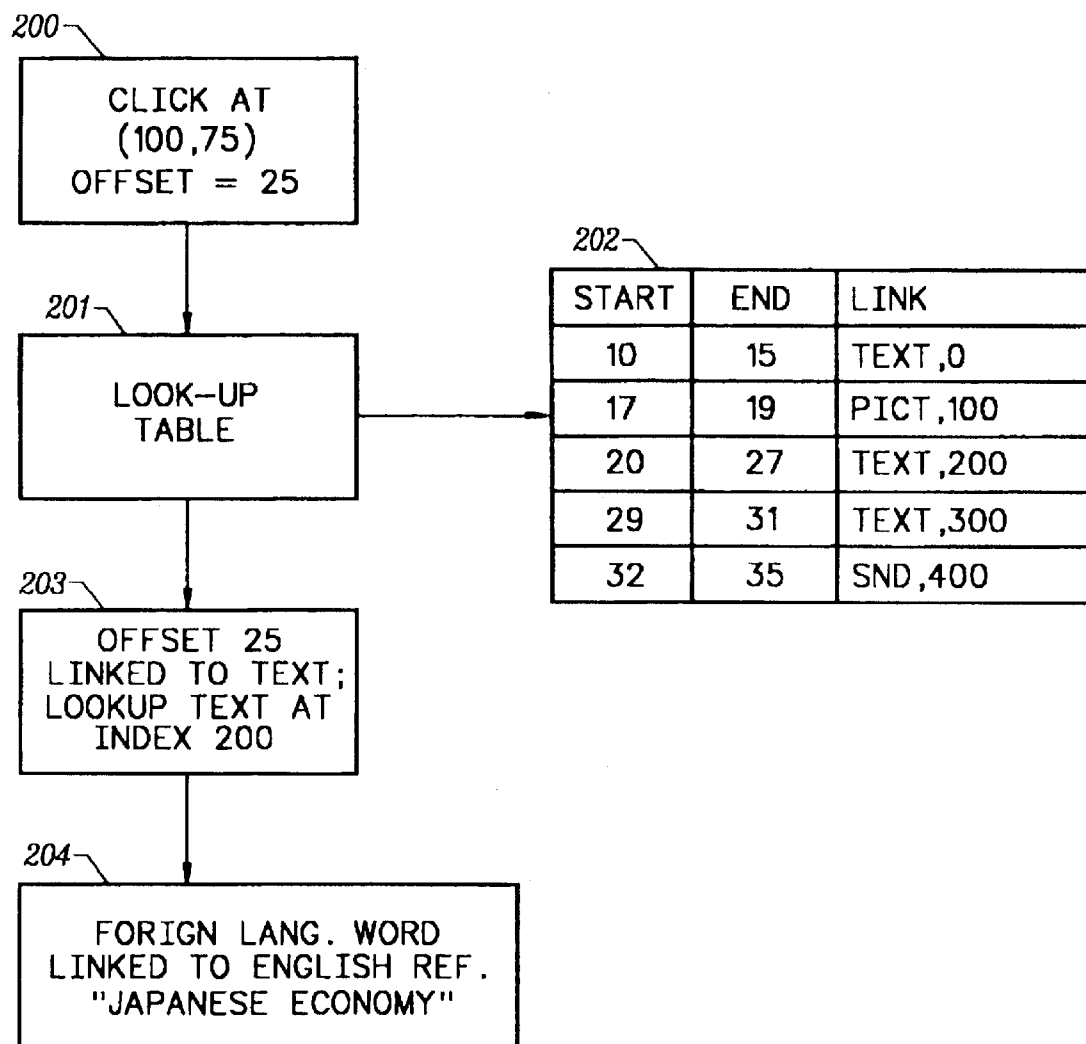 200
CLICK AT
(100,75)
OFFSET = 25
201
LOOK-UP
TABLE
202
START END LINK
10 15 TEXT,0
17 19 PICT,100
20 27 TEXT,200
29 31 TEXT,300
32 35 SND,400
203
OFFSET 25
LINKED TO TEXT;
LOOKUP TEXT AT
INDEX 200
204
FORIGN LANG. WORD
LINKED TO ENGLISH REF.
"JAPANESE ECONOMY"